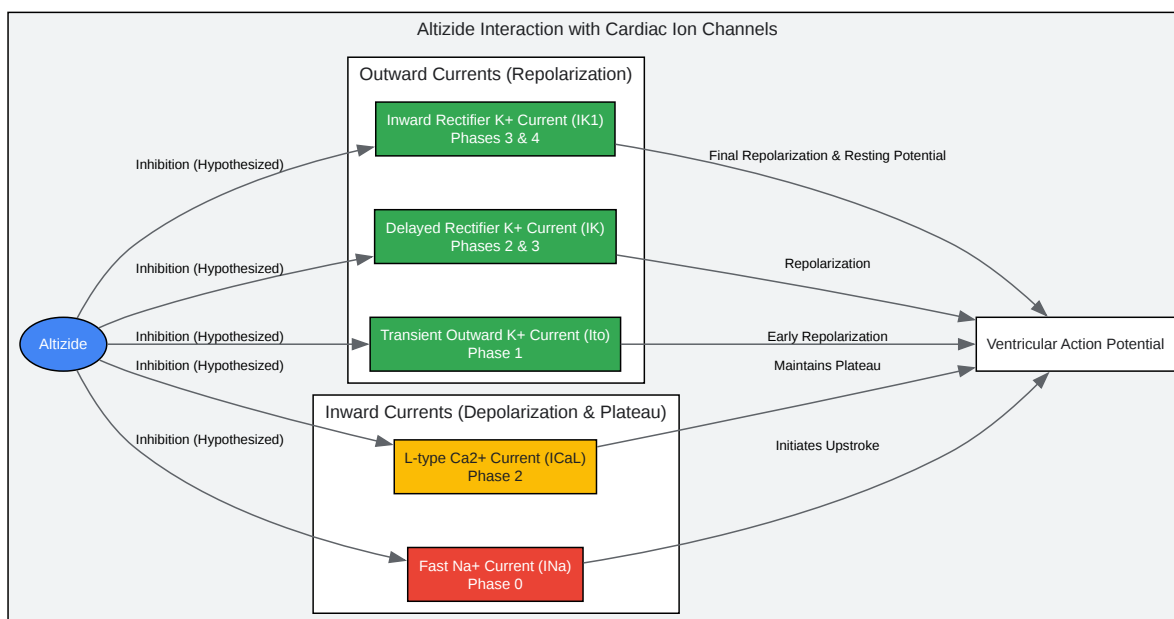 Altizide Interaction with Cardiac Ion Channels
Outward Currents (Repolarization)
Inward Rectifier K+ Current (IK1)
Phases 3 & 4
Inhibition (Hypothesized)
Final Repolarization & Resting Potential
Delayed Rectifier K+ Current (IK)
Phases 2 & 3
Inhibition (Hypothesized)
Repolarization
Altizide
Inhibition (Hypothesized)
Transient Outward K+ Current (Ito)
Phase 1
Early Repolarization
Ventricular Action Potential
Inhibition (Hypothesized)
Maintains Plateau
Inward Currents (Depolarization & Plateau)
Inhibition (Hypothesized)
L-type Ca2+ Current (ICaL)
Phase 2
Initiates Upstroke
Fast Na+ Current (INa)
Phase 0